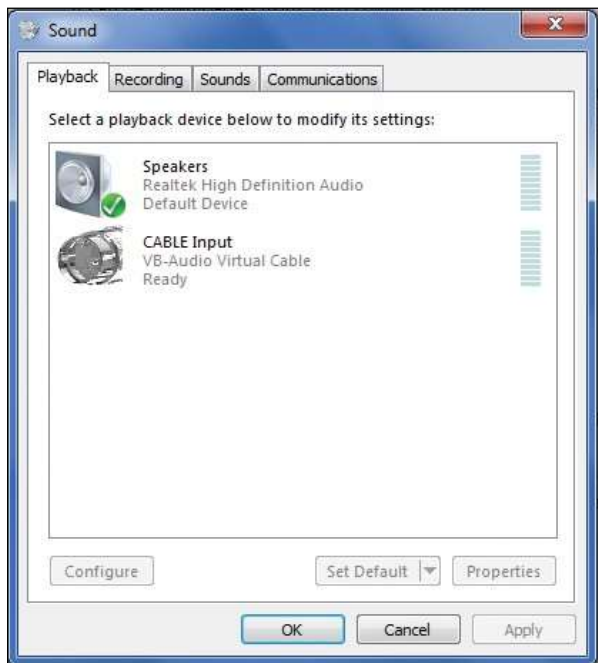 Sound
Playback Recording Sounds Communications
Select a playback device below to modify its settings:
Speakers
Realtek High Definition Audio
Default Device
CABLE Input
VB-Audio Virtual Cable
Ready
Configure Set Default Properties
OK Cancel Apply